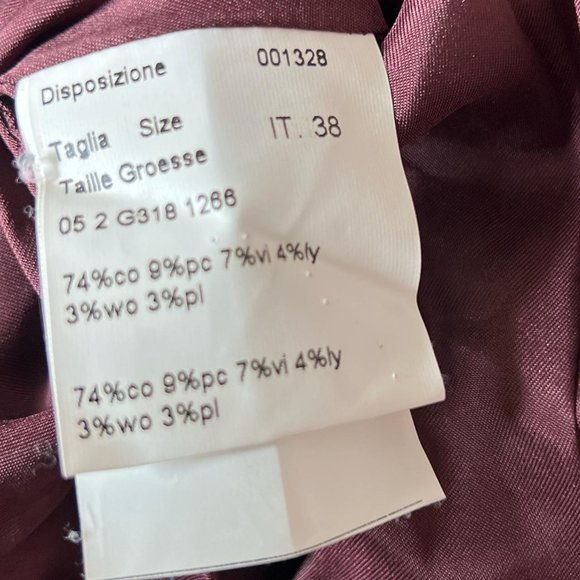 Disposizione 001328
Taglia Size IT. 38
Taille Groesse
05 2 G318 1266
74%co 9%pc 7%vi 4%ly
3%wo 3%pl
74%co 9%pc 7%vi 4%ly
3%wo 3%pl